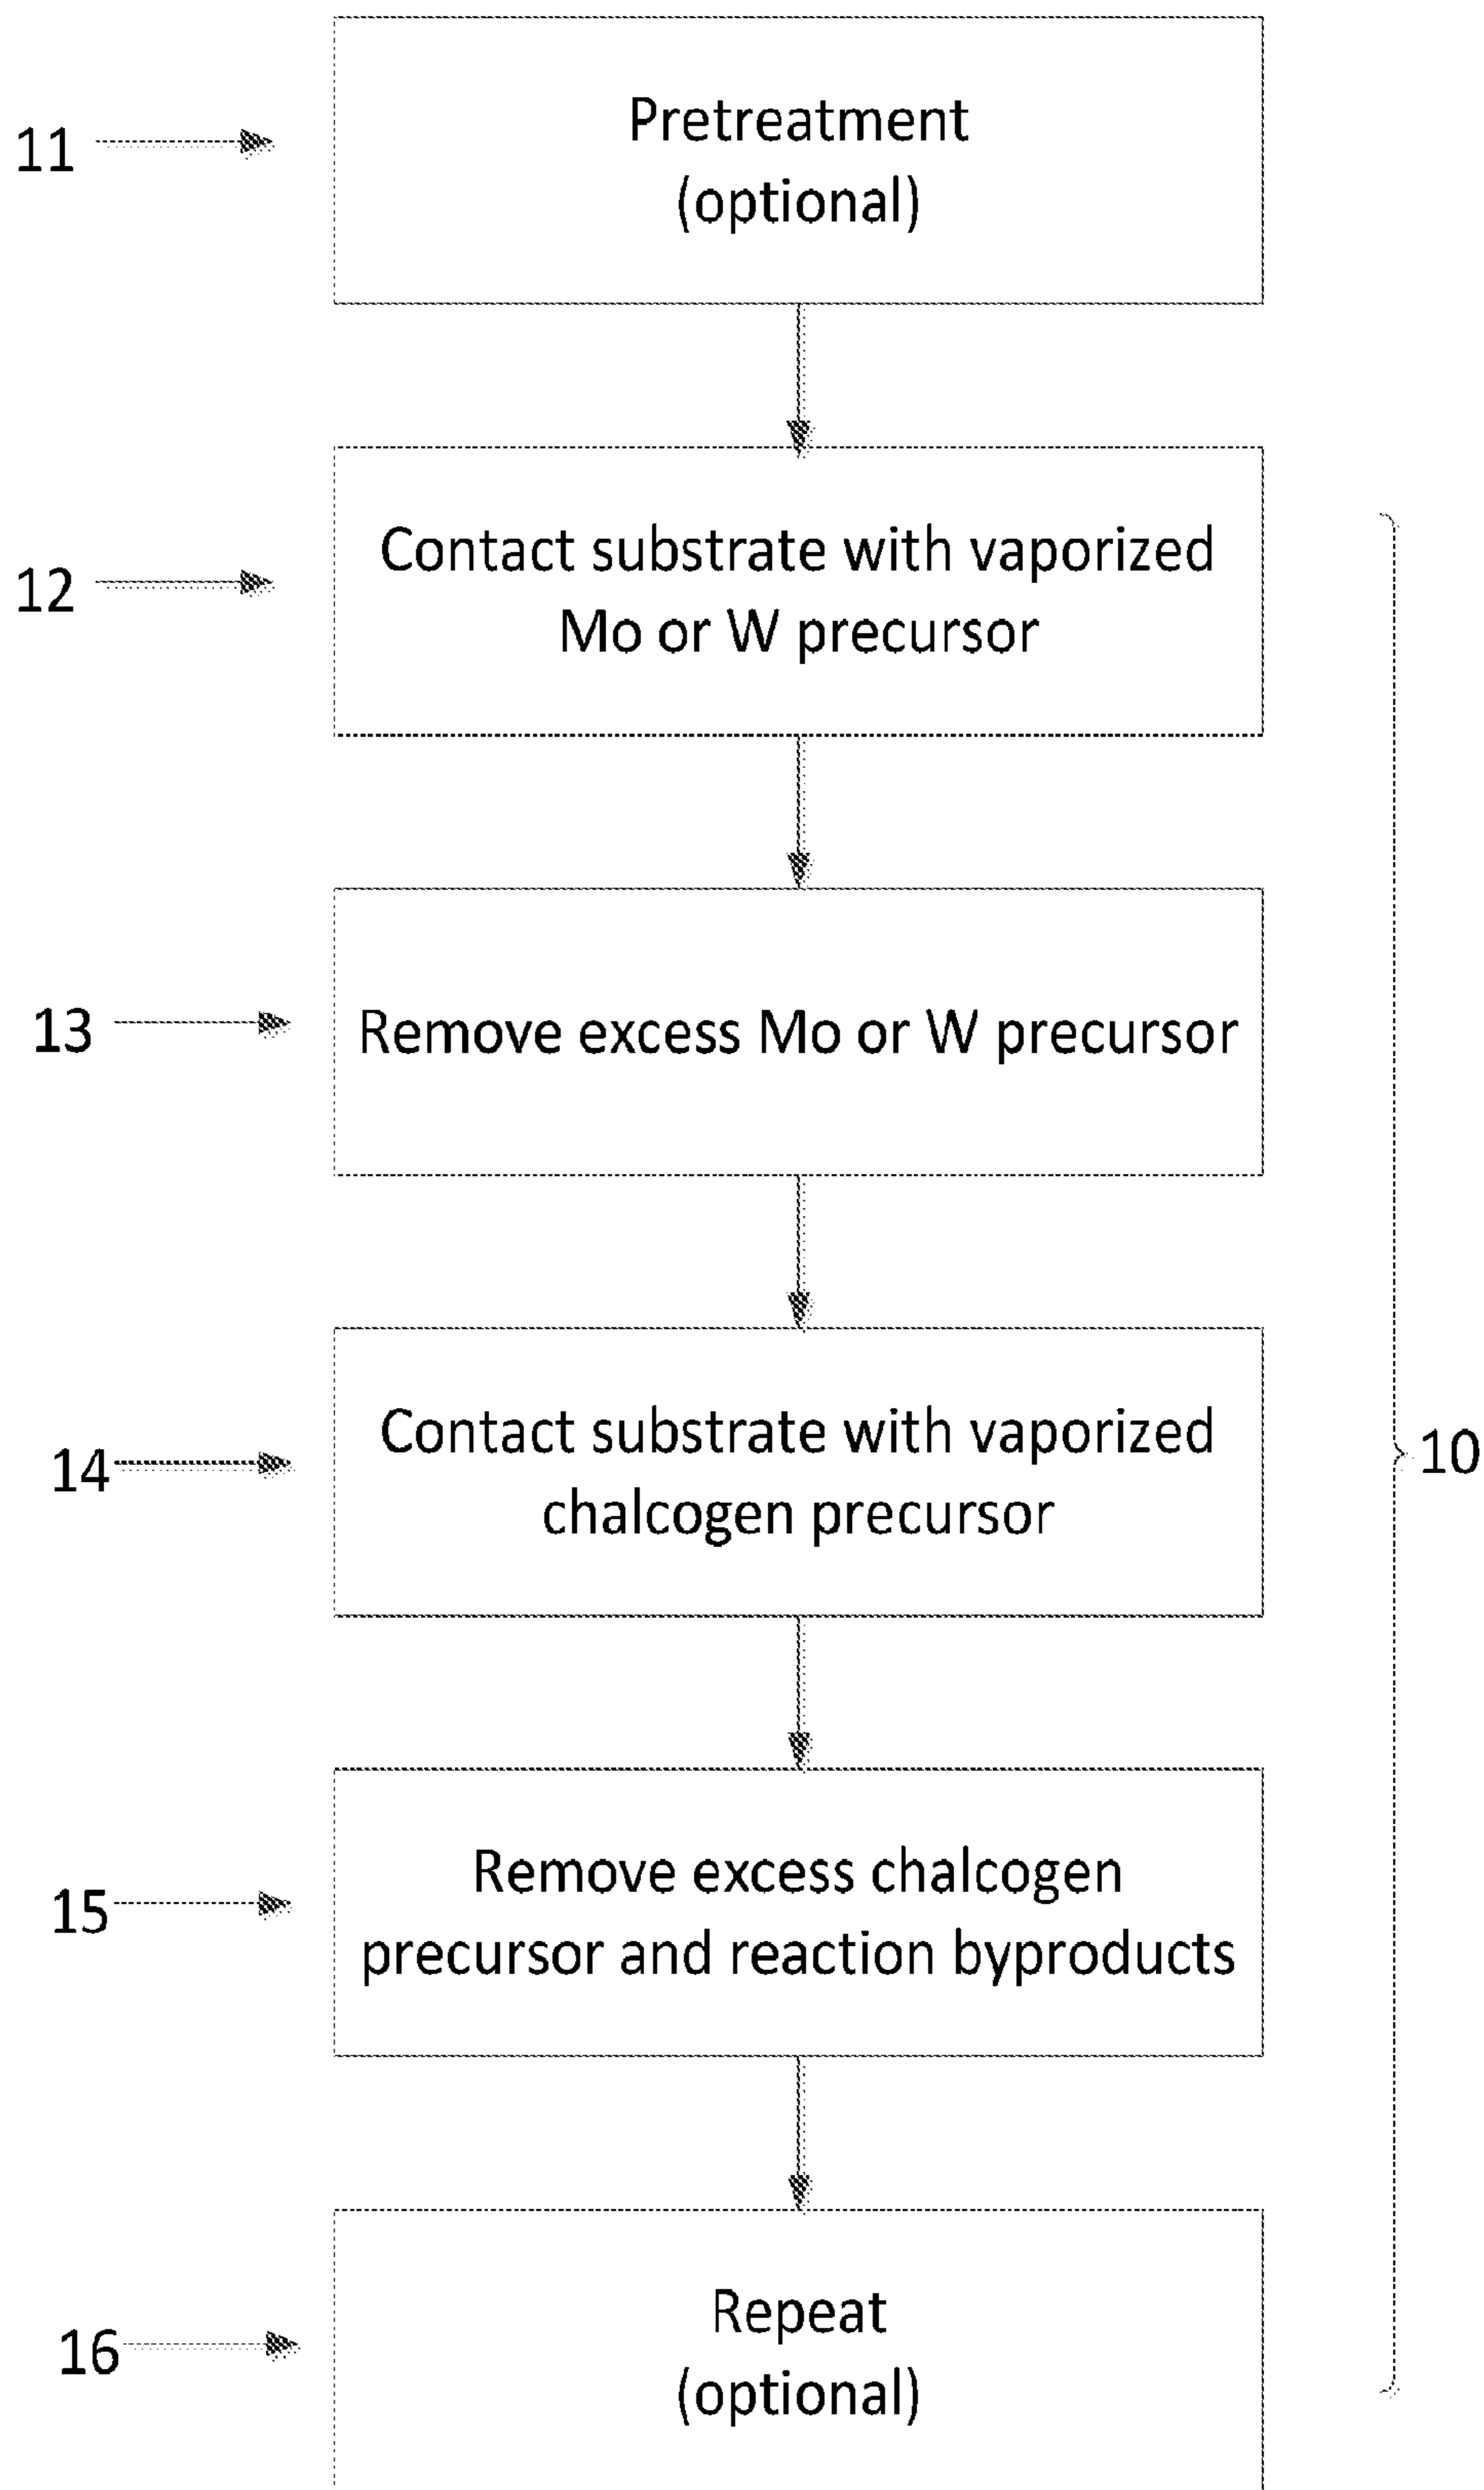 11
Pretreatment
(optional)
12
Contact substrate with vaporized
Mo or W precursor
13
Remove excess Mo or W precursor
14
Contact substrate with vaporized
chalcogen precursor
10
15
Remove excess chalcogen
precursor and reaction byproducts
16
Repeat
(optional)